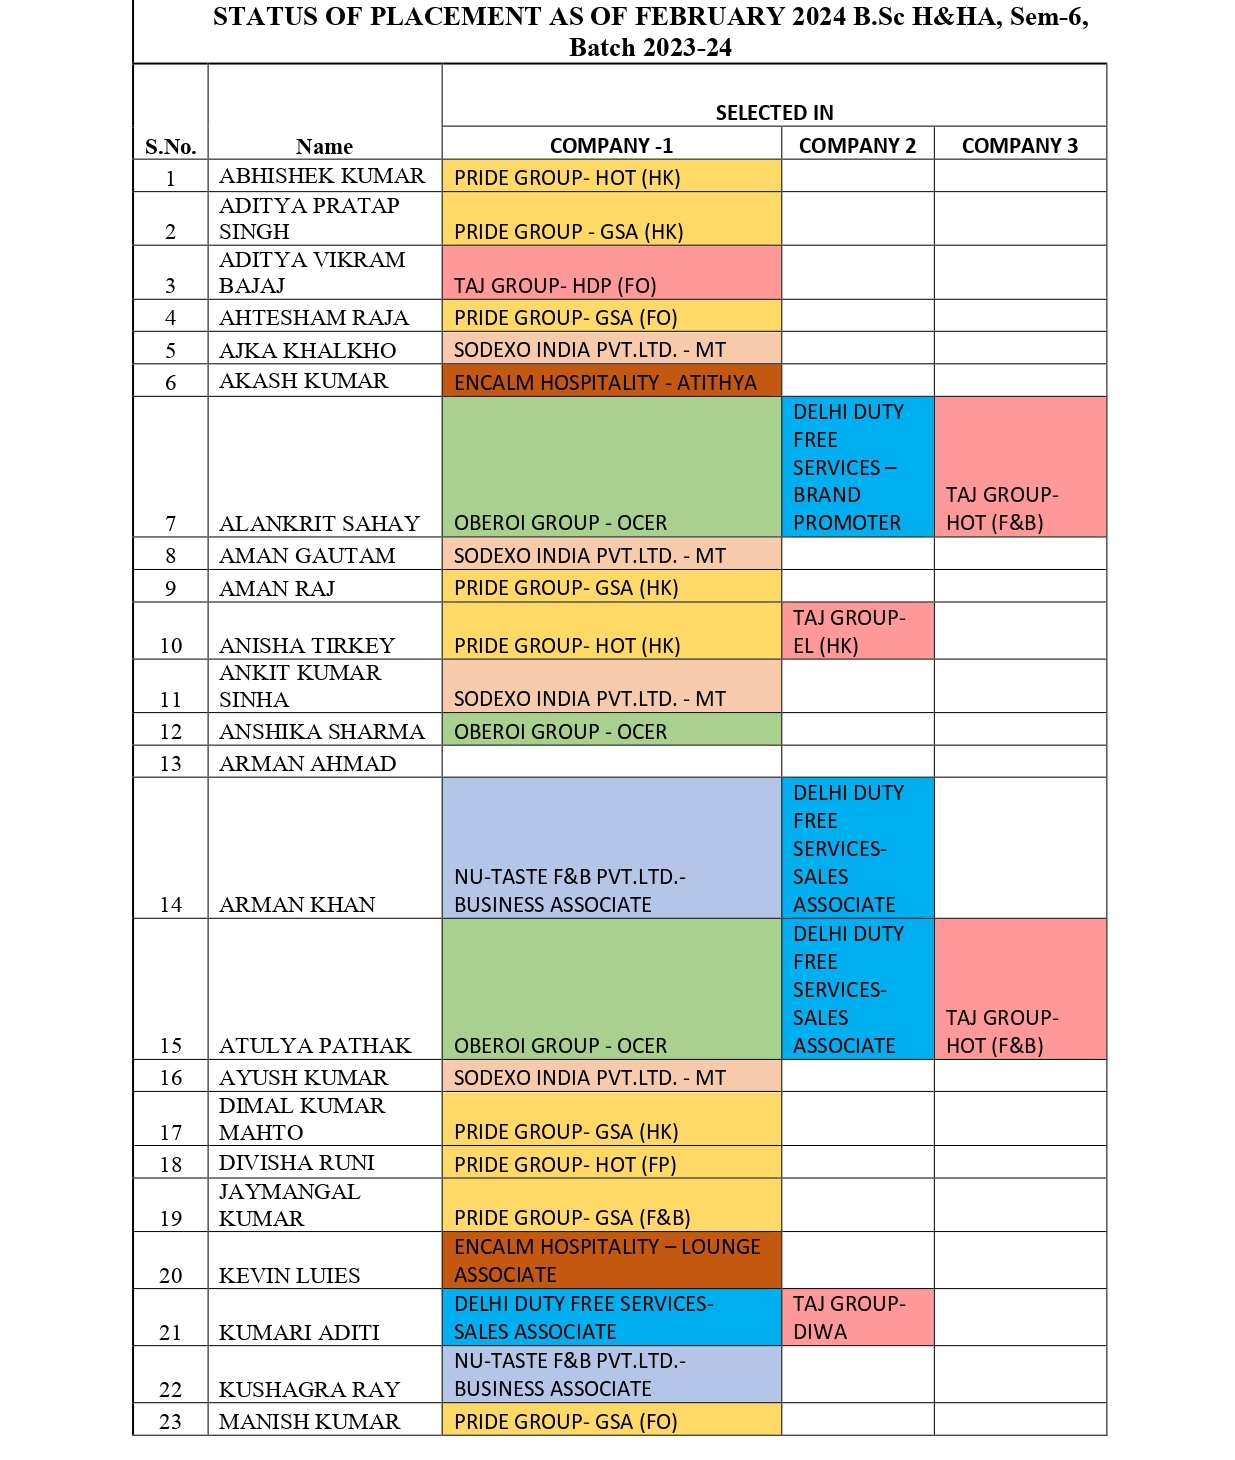 STATUS OF PLACEMENT AS OF FEBRUARY 2024 B.Sc H&HA, Sem-6,
Batch 2023-24
SELECTED IN
S.No. Name COMPANY -1 COMPANY 2 COMPANY 3
1 ABHISHEK KUMAR PRIDE GROUP- HOT (HK)
ADITYA PRATAP
2 SINGH PRIDE GROUP - GSA (HK)
ADITYA VIKRAM
3 BAJAJ TAJ GROUP- HDP (FO)
4 AHTESHAM RAJA PRIDE GROUP- GSA (FO)
5 AJKA KHALKHO SODEXO INDIA PVT.LTD. - MT
6 AKASH KUMAR ENCALM HOSPITALITY - ATITHYA
DELHI DUTY
FREE
SERVICES –
BRAND TAJ GROUP-
7 ALANKRIT SAHAY OBEROI GROUP - OCER PROMOTER HOT (F&B)
8 AMAN GAUTAM SODEXO INDIA PVT.LTD. - MT
9 AMAN RAJ PRIDE GROUP- GSA (HK)
TAJ GROUP-
10 ANISHA TIRKEY PRIDE GROUP- HOT (HK) EL (HK)
ANKIT KUMAR
11 SINHA SODEXO INDIA PVT.LTD. - MT
12 ANSHIKA SHARMA OBEROI GROUP - OCER
13 ARMAN AHMAD
DELHI DUTY
FREE
SERVICES-
NU-TASTE F&B PVT.LTD.- SALES
14 ARMAN KHAN BUSINESS ASSOCIATE ASSOCIATE
DELHI DUTY
FREE
SERVICES-
SALES TAJ GROUP-
15 ATULYA PATHAK OBEROI GROUP - OCER ASSOCIATE HOT (F&B)
16 AYUSH KUMAR SODEXO INDIA PVT.LTD. - MT
DIMAL KUMAR
17 MAHTO PRIDE GROUP- GSA (HK)
18 DIVISHA RUNI PRIDE GROUP- HOT (FP)
JAYMANGAL
19 KUMAR PRIDE GROUP- GSA (F&B)
ENCALM HOSPITALITY – LOUNGE
20 KEVIN LUIES ASSOCIATE
DELHI DUTY FREE SERVICES- TAJ GROUP-
21 KUMARI ADITI SALES ASSOCIATE DIWA
NU-TASTE F&B PVT.LTD.-
22 KUSHAGRA RAY BUSINESS ASSOCIATE
23 MANISH KUMAR PRIDE GROUP- GSA (FO)